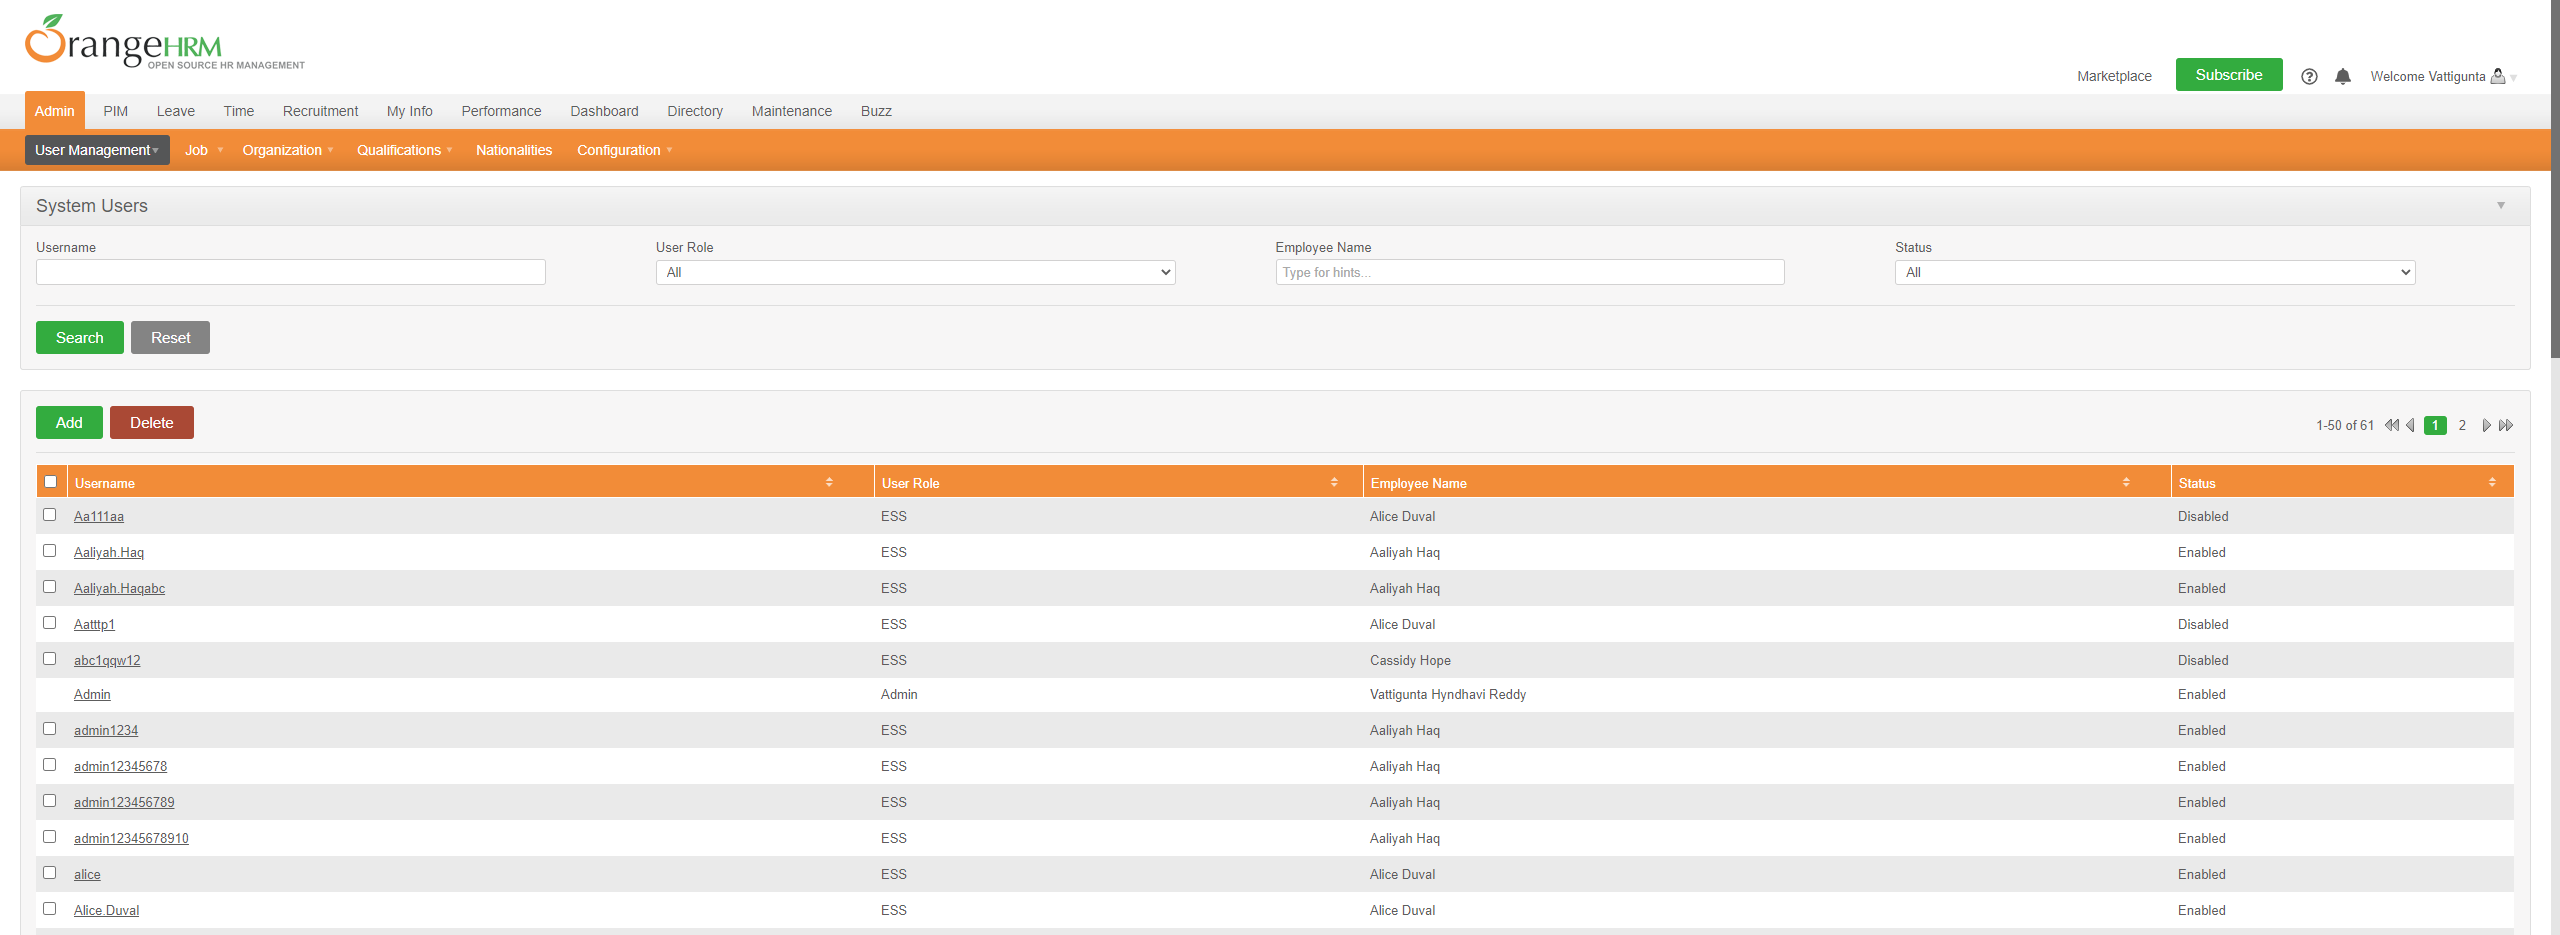 OrangeHRM
OPEN SOURCE HR MANAGEMENT
Marketplace Subscribe Welcome Vattigunta
Admin PIM Leave Time Recruitment My Info Performance Dashboard Directory Maintenance Buzz
User Management Job Organization Qualifications Nationalities Configuration
System Users
Username User Role Employee Name Status
All Type for hints... All
Search Reset
Add Delete 1-50 of 61 1 2
Username User Role Employee Name Status
Aa111aa ESS Alice Duval Disabled
Aaliyah.Haq ESS Aaliyah Haq Enabled
Aaliyah.Haqabc ESS Aaliyah Haq Enabled
Aatttp1 ESS Alice Duval Disabled
abc1qqw12 ESS Cassidy Hope Disabled
Admin Admin Vattigunta Hyndhavi Reddy Enabled
admin1234 ESS Aaliyah Haq Enabled
admin12345678 ESS Aaliyah Haq Enabled
admin123456789 ESS Aaliyah Haq Enabled
admin12345678910 ESS Aaliyah Haq Enabled
alice ESS Alice Duval Enabled
Alice.Duval ESS Alice Duval Enabled